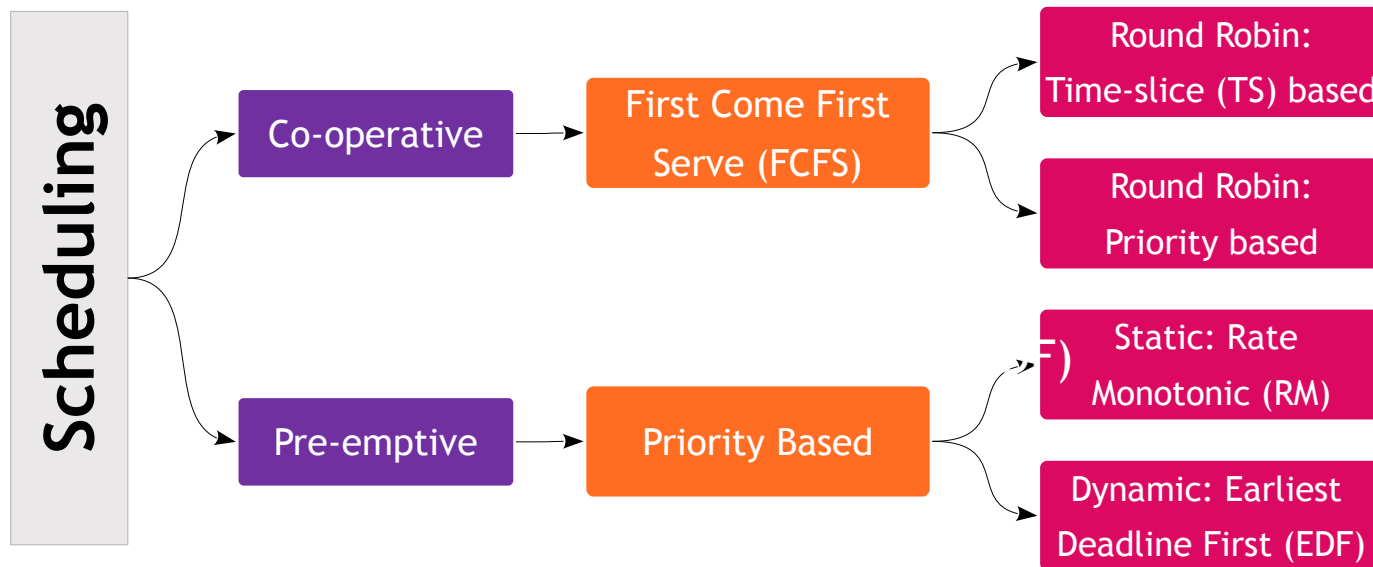 Scheduling
Co-operative
First Come First
Serve (FCFS)
Round Robin:
Time-slice (TS) based
Round Robin:
Priority based
Pre-emptive
Priority Based
F)
Static: Rate
Monotonic (RM)
Dynamic: Earliest
Deadline First (EDF)